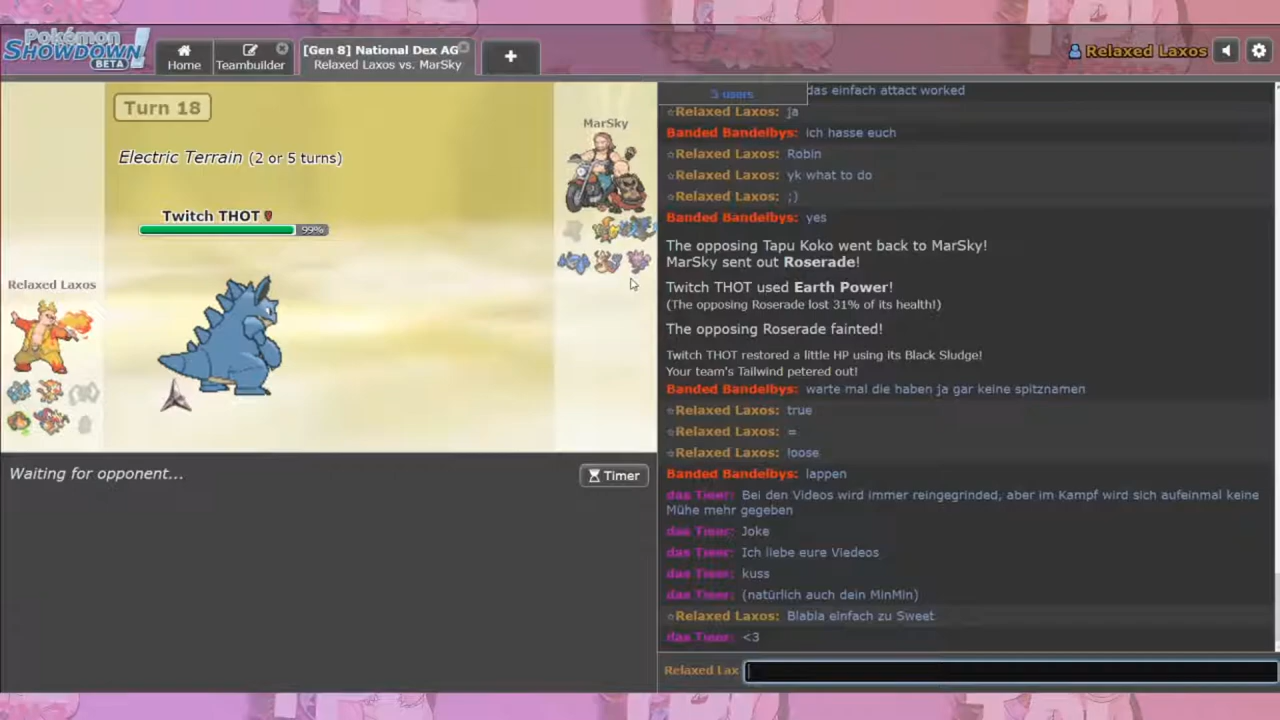 Pokémon
SHOWDOWN!
BETA
Home
Teambuilder
[Gen 8] National Dex AG
Relaxed Laxos vs. MarSky
+
Relaxed Laxos
Turn 18
Electric Terrain (2 or 5 turns)
Twitch THOT
99%
MarSky
Relaxed Laxos
Waiting for opponent...
Timer
5 users
das einfach attact worked
☆Relaxed Laxos: ja
Banded Bandelbys: ich hasse euch
☆Relaxed Laxos: Robin
☆Relaxed Laxos: yk what to do
☆Relaxed Laxos: ;)
Banded Bandelbys: yes
The opposing Tapu Koko went back to MarSky!
MarSky sent out Roserade!
Twitch THOT used Earth Power!
(The opposing Roserade lost 31% of its health!)
The opposing Roserade fainted!
Twitch THOT restored a little HP using its Black Sludge!
Your team's Tailwind petered out!
Banded Bandelbys: warte mal die haben ja gar keine spitznamen
☆Relaxed Laxos: true
☆Relaxed Laxos: =
☆Relaxed Laxos: loose
Banded Bandelbys: lappen
das Timer: Bei den Videos wird immer reingegrinded, aber im Kampf wird sich aufeinmal keine
Mühe mehr gegeben
das Timer: Joke
das Timer: Ich liebe eure Viedeos
das Timer: kuss
das Timer: (natürlich auch dein MinMin)
☆Relaxed Laxos: Blabla einfach zu Sweet
das Timer: <3
Relaxed Lax